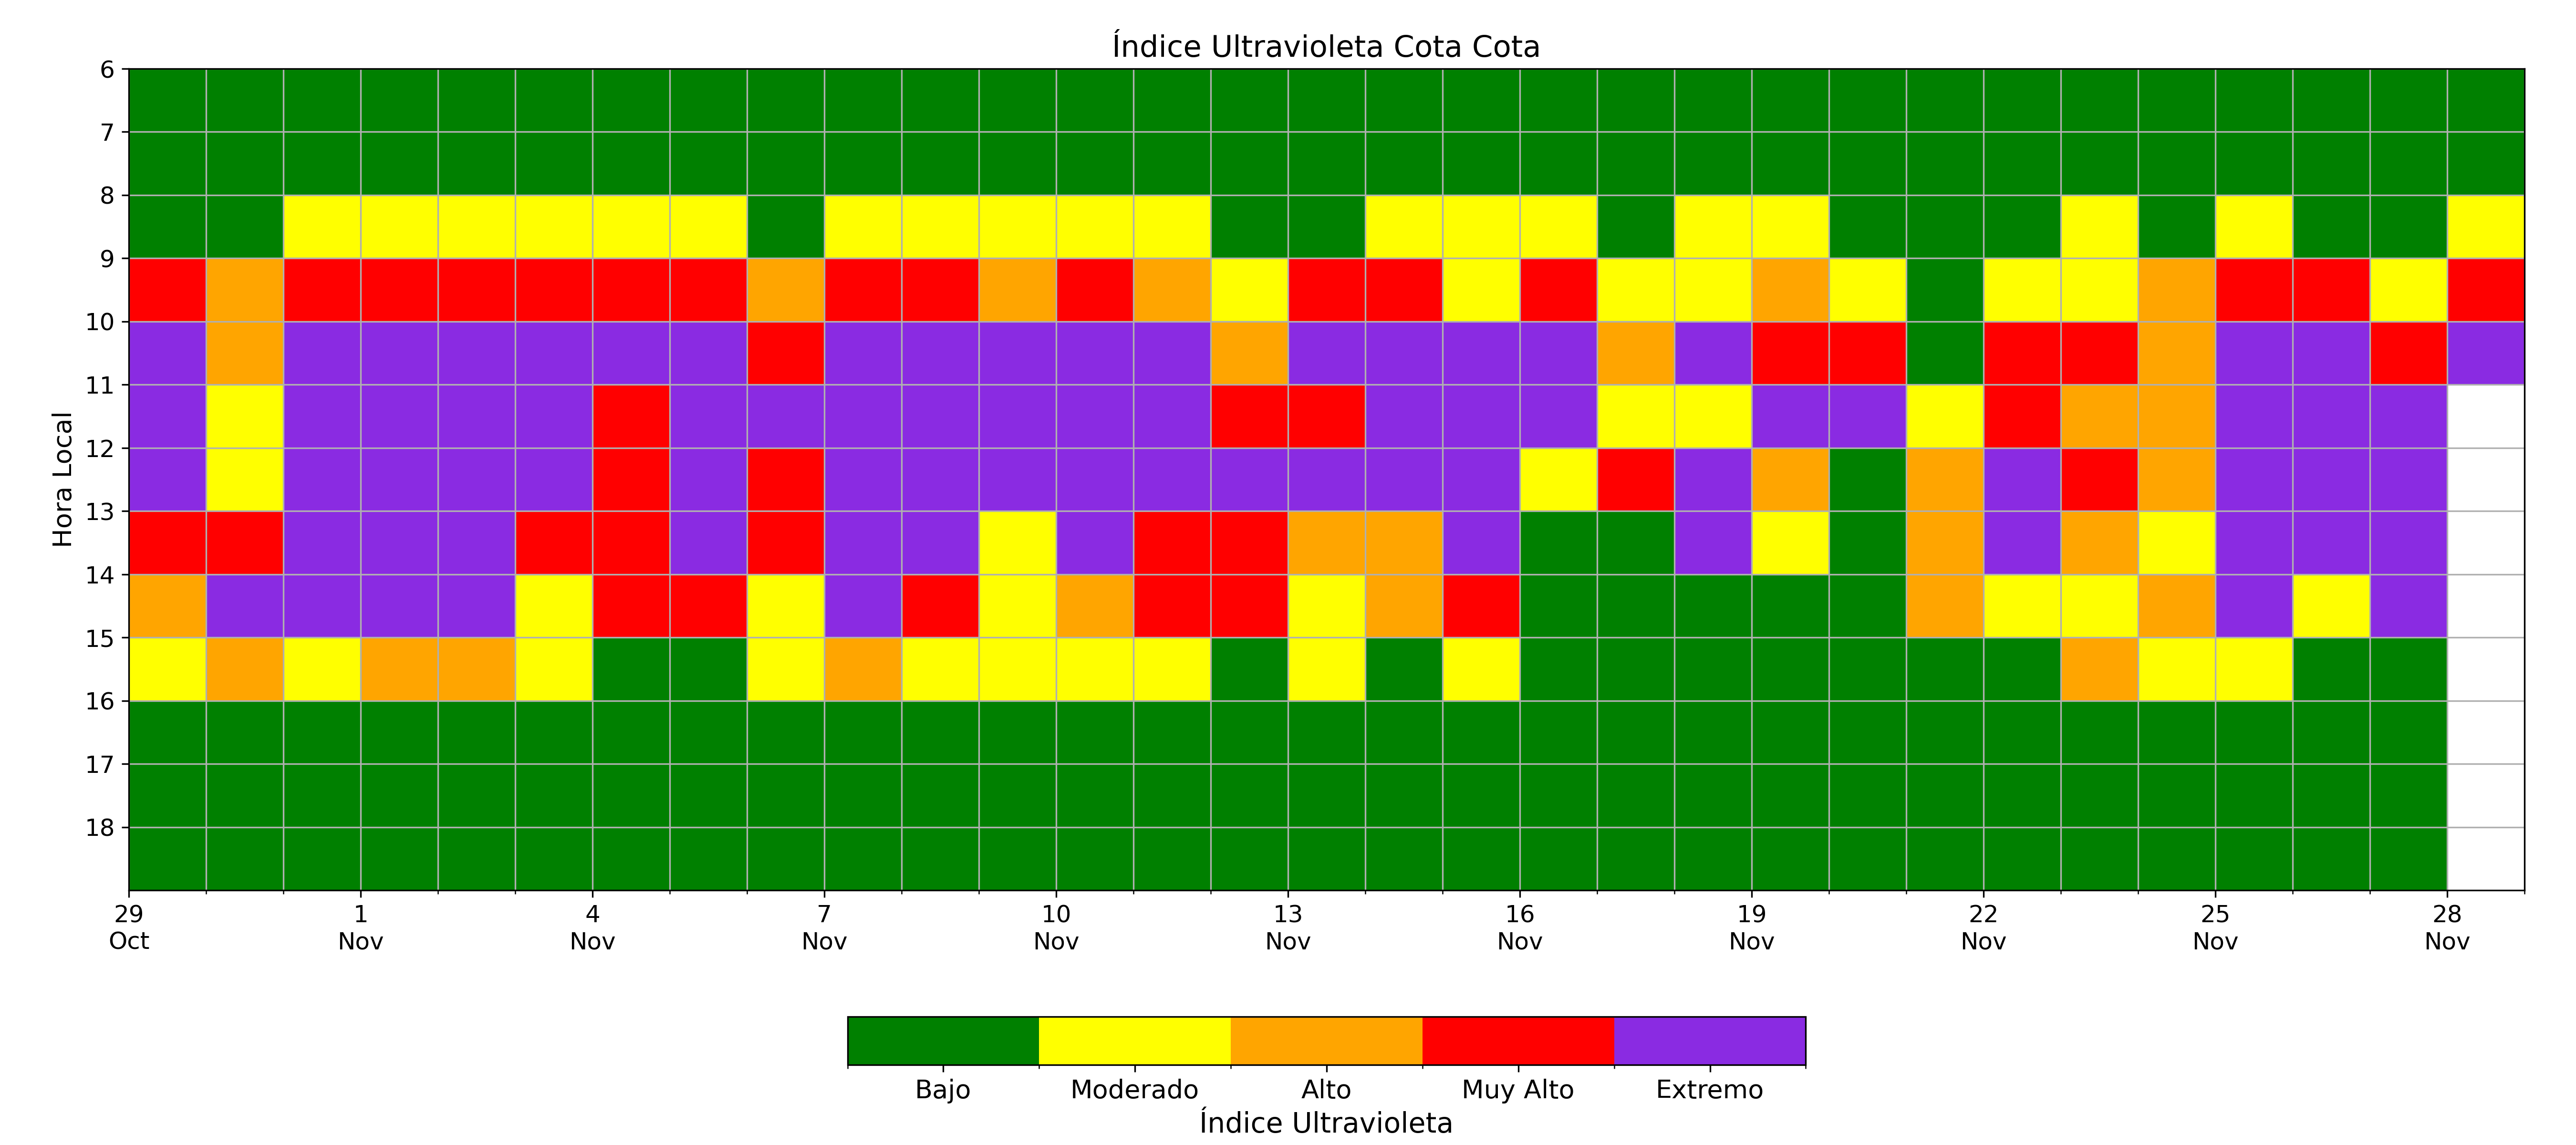 Índice Ultravioleta Cota Cota
Hora Local
6
7
8
9
10
11
12
13
14
15
16
17
18
29 1 4 7 10 13 16 19 22 25 28
Oct Nov Nov Nov Nov Nov Nov Nov Nov Nov Nov
Bajo Moderado Alto Muy Alto Extremo
Índice Ultravioleta